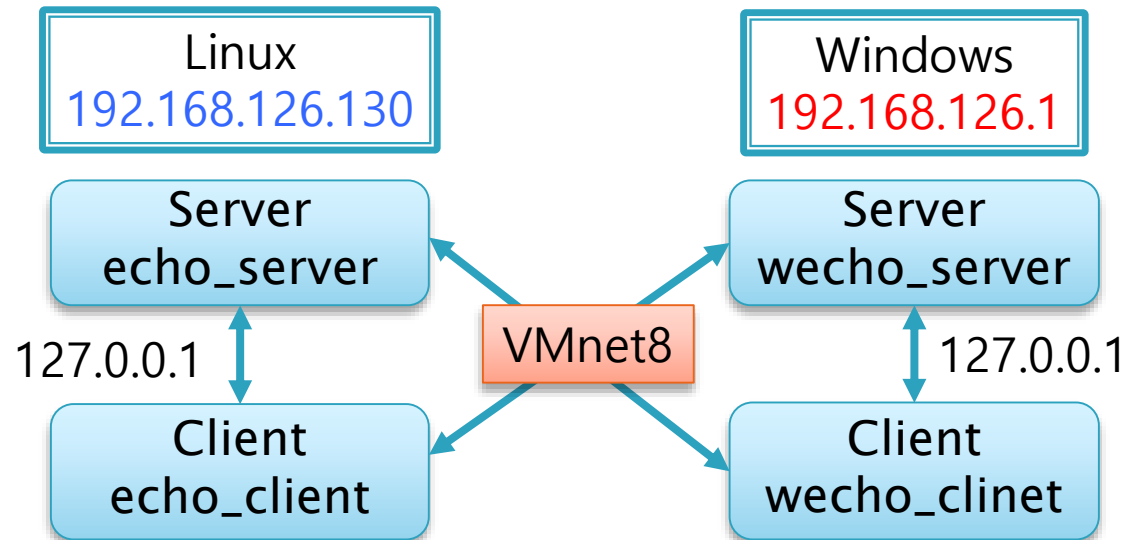 Linux
192.168.126.130
Windows
192.168.126.1
Server
echo_server
Server
wecho_server
VMnet8
127.0.0.1
127.0.0.1
Client
echo_client
Client
wecho_clinet